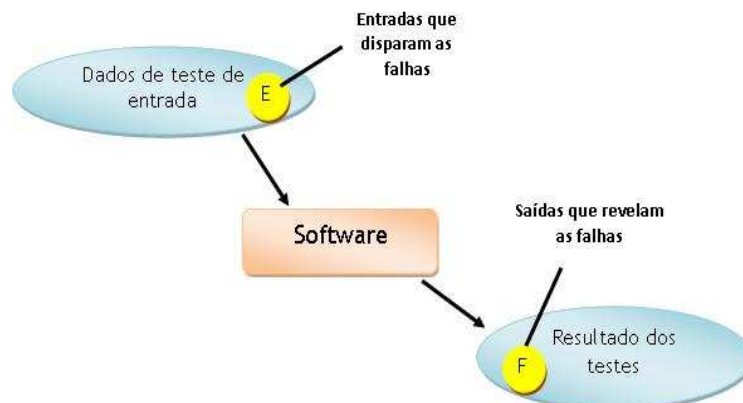 Entradas que
disparam as
falhas
Dados de teste de
entrada
E
Software
Saídas que revelam
as falhas
Resultado dos
testes
F